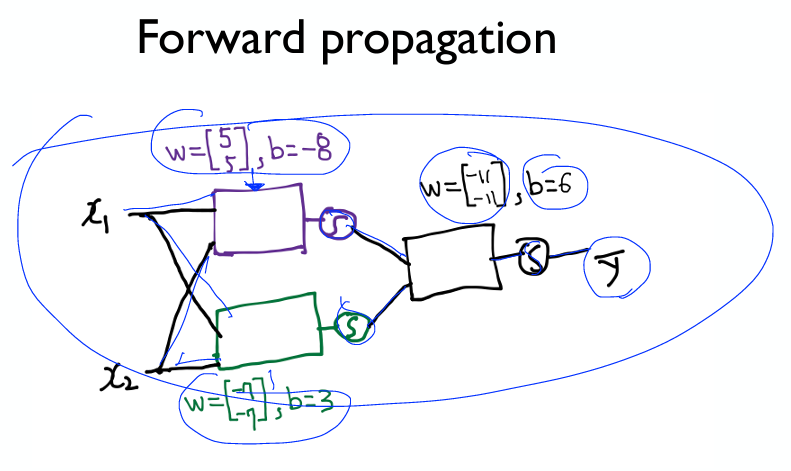 Forward propagation
w=[5 5], b=-8
w=[-11 -11], b=6
x1
S
S
S
ȳ
x2
w=[-7 -7], b=3